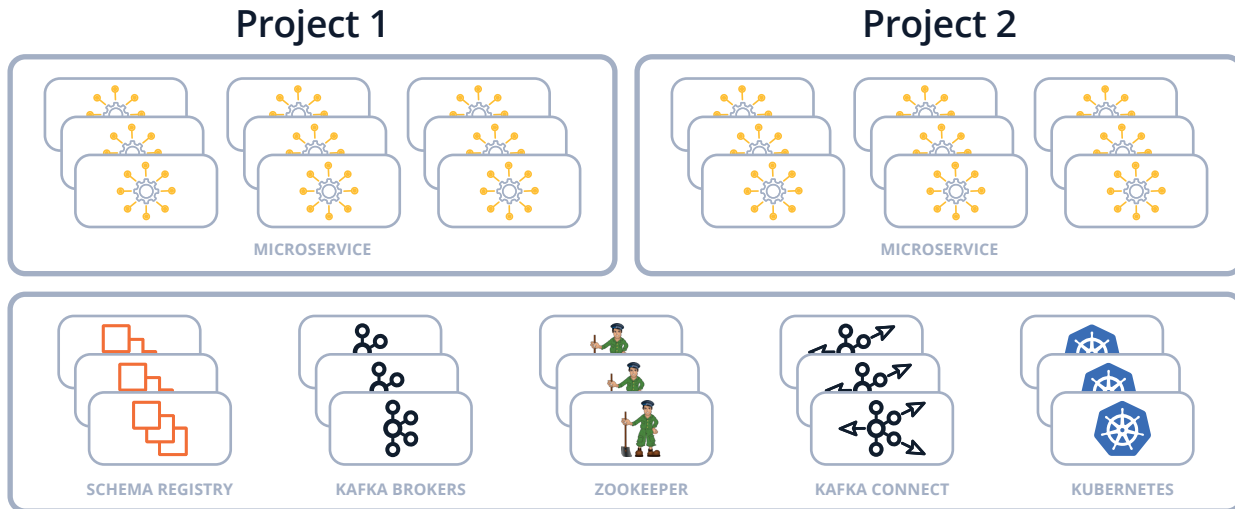 Project 1
Project 2
MICROSERVICE
MICROSERVICE
SCHEMA REGISTRY
KAFKA BROKERS
ZOOKEEPER
KAFKA CONNECT
KUBERNETES